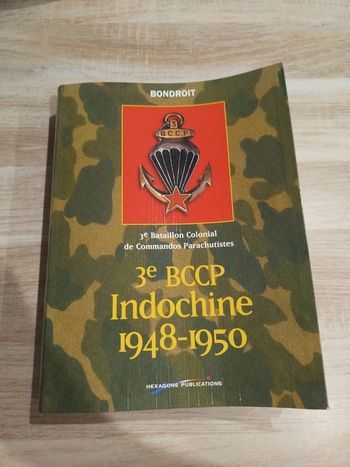 BONDROIT
3
B.C.C.P
3e Bataillon Colonial
de Commandos Parachutistes
3e BCCP
Indochine
1948-1950
HEXAGONE PUBLICATIONS